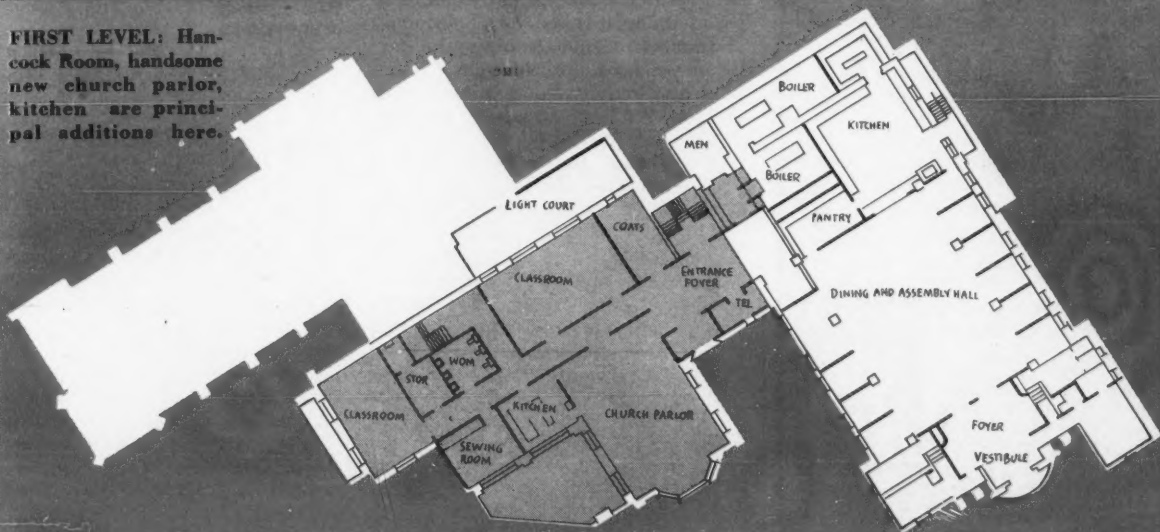 FIRST LEVEL: Han-
cock Room, handsome
new church parlor,
kitchen are princi-
pal additions here.
BOILER
KITCHEN
MEN
BOILER
LIGHT COURT
PANTRY
COATS
CLASSROOM
ENTRANCE
FOYER
TEL
DINING AND ASSEMBLY HALL
WOM
STOR
CLASSROOM
KITCHEN
CHURCH PARLOR
SEWING
ROOM
FOYER
VESTIBULE